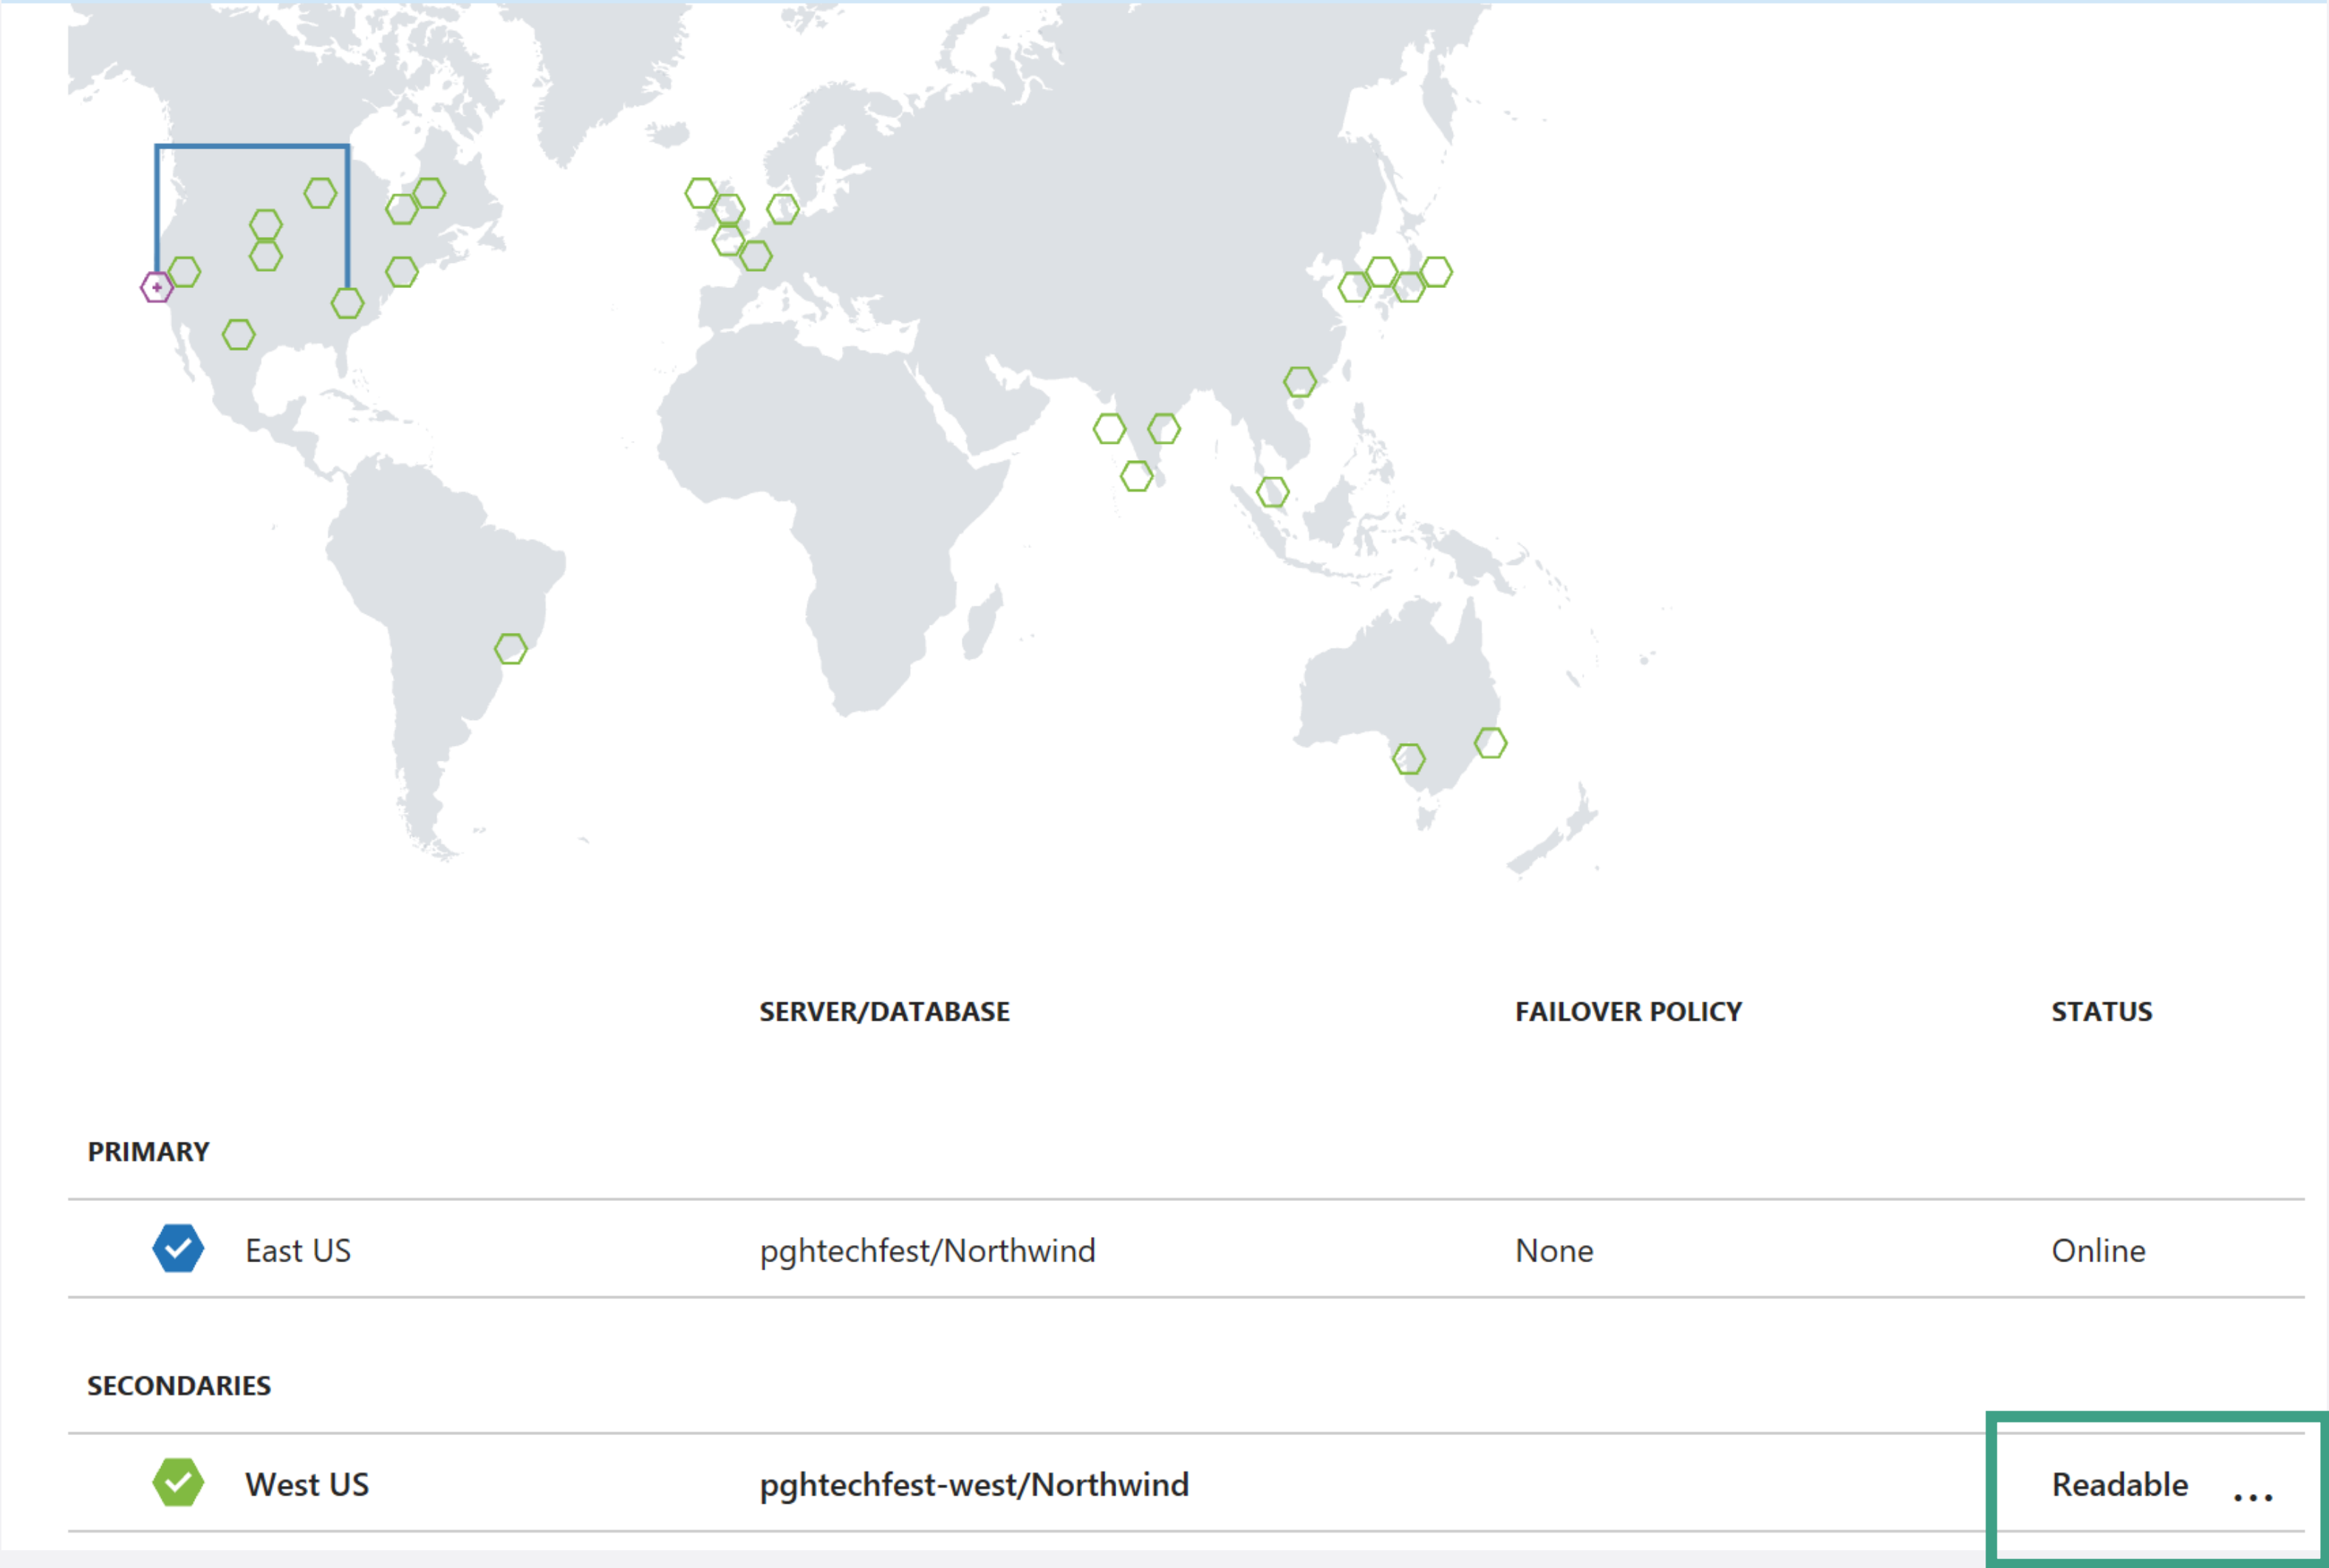 SERVER/DATABASE FAILOVER POLICY STATUS
PRIMARY
East US pghtechfest/Northwind None Online
SECONDARIES
West US pghtechfest-west/Northwind Readable ...